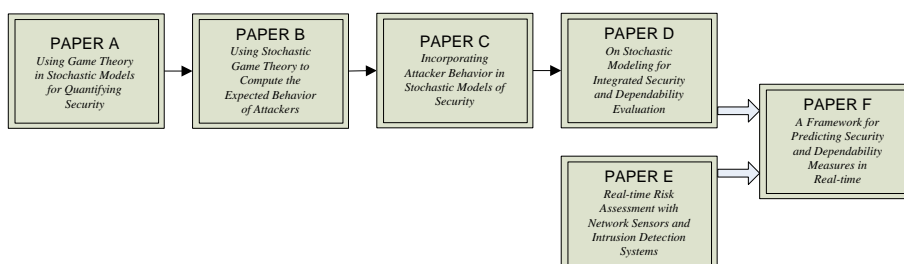 PAPER A
Using Game Theory
in Stochastic Models
for Quantifying
Security
PAPER B
Using Stochastic
Game Theory to
Compute the
Expected Behavior
of Attackers
PAPER C
Incorporating
Attacker Behavior in
Stochastic Models of
Security
PAPER D
On Stochastic
Modeling for
Integrated Security
and Dependability
Evaluation
PAPER E
Real-time Risk
Assessment with
Network Sensors and
Intrusion Detection
Systems
PAPER F
A Framework for
Predicting Security
and Dependability
Measures in
Real-time